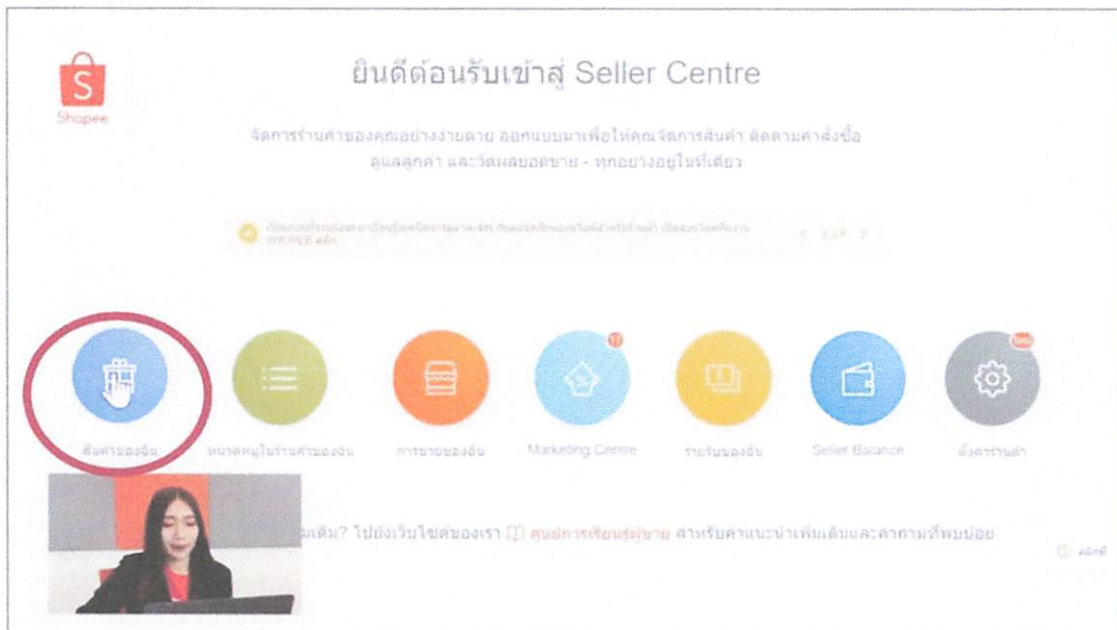 S
Shopee
ยินดีต้อนรับเข้าสู่ Seller Centre
จัดการร้านค้าของคุณอย่างง่ายดาย ออกแบบมาเพื่อให้คุณจัดการสินค้า ติดตามคำสั่งซื้อ
ดูแลลูกค้า และวัดผลยอดขาย - ทุกอย่างอยู่ในที่เดียว
SHOPEE คลิก
ใหม่
สินค้าของฉัน
หมวดหมู่ในร้านค้าของฉัน
การขายของฉัน
Marketing Centre
รายรับของฉัน
Seller Balance
ตั้งค่าร้านค้า
มเติม? ไปยังเว็บไซต์ของเรา ศูนย์การเรียนรู้ผู้ขาย สำหรับคำแนะนำเพิ่มเติมและคำถามที่พบบ่อย